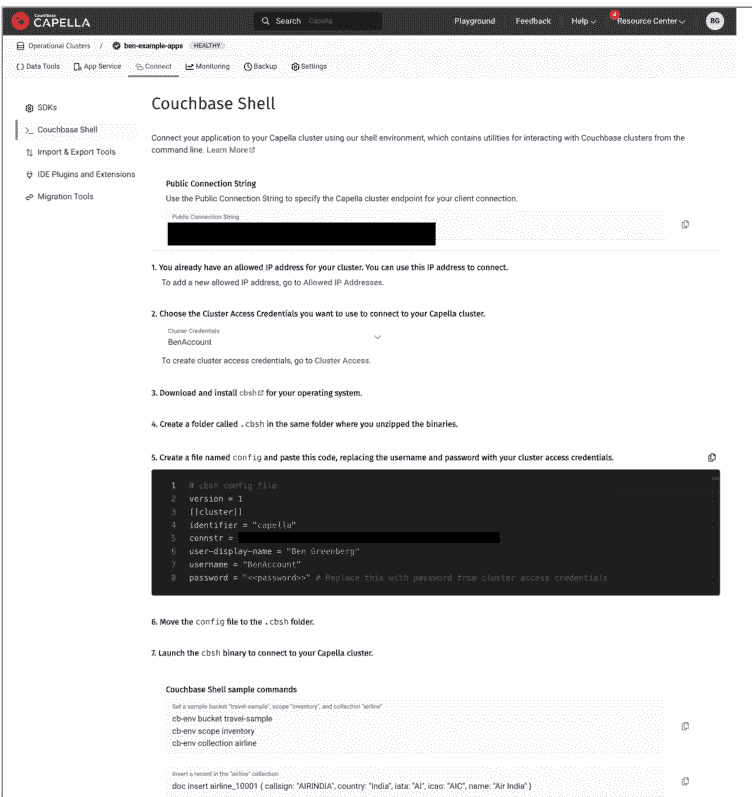 Couchbase
CAPELLA
Search Capella
Playground
Feedback
Help
4
Resource Center
BG
Operational Clusters / ben-example-apps HEALTHY
{} Data Tools
App Service
Connect
Monitoring
Backup
Settings
SDKs
Couchbase Shell
Import & Export Tools
IDE Plugins and Extensions
Migration Tools
Couchbase Shell
Connect your application to your Capella cluster using our shell environment, which contains utilities for interacting with Couchbase clusters from the
command line. Learn More
Public Connection String
Use the Public Connection String to specify the Capella cluster endpoint for your client connection.
Public Connection String
1. You already have an allowed IP address for your cluster. You can use this IP address to connect.
To add a new allowed IP address, go to Allowed IP Addresses.
2. Choose the Cluster Access Credentials you want to use to connect to your Capella cluster.
Cluster Credentials
BenAccount
To create cluster access credentials, go to Cluster Access.
3. Download and install cbsh for your operating system.
4. Create a folder called .cbsh in the same folder where you unzipped the binaries.
5. Create a file named config and paste this code, replacing the username and password with your cluster access credentials.
1 # cbsh config file
2 version = 1
3 [[cluster]]
4 identifier = "capella"
5 connstr =
6 user-display-name = "Ben Greenberg"
7 username = "BenAccount"
8 password = "<<password>>" # Replace this with password from cluster access credentials
6. Move the config file to the .cbsh folder.
7. Launch the cbsh binary to connect to your Capella cluster.
Couchbase Shell sample commands
Set a sample bucket "travel-sample", scope "inventory", and collection "airline"
cb-env bucket travel-sample
cb-env scope inventory
cb-env collection airline
Insert a record in the "airline" collection
doc insert airline_10001 { callsign: "AIRINDIA", country: "India", iata: "AI", icao: "AIC", name: "Air India" }